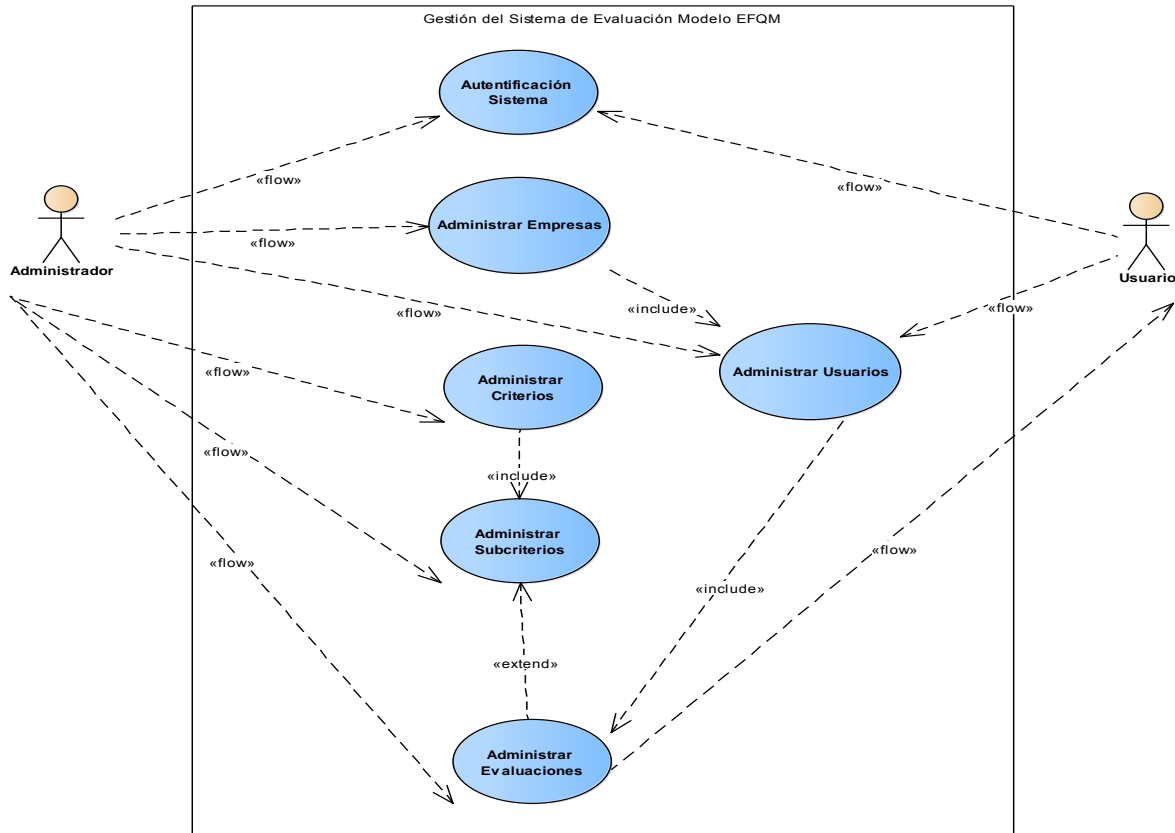 Gestión del Sistema de Evaluación Modelo EFQM
Autentificación
Sistema
«flow»
«flow»
Administrar Empresas
«flow»
Administrador
Usuario
«include»
«flow»
«flow»
«flow»
Administrar Usuarios
Administrar
Criterios
«flow»
«include»
Administrar
Subcriterios
«flow»
«flow»
«include»
«extend»
Administrar
Evaluaciones